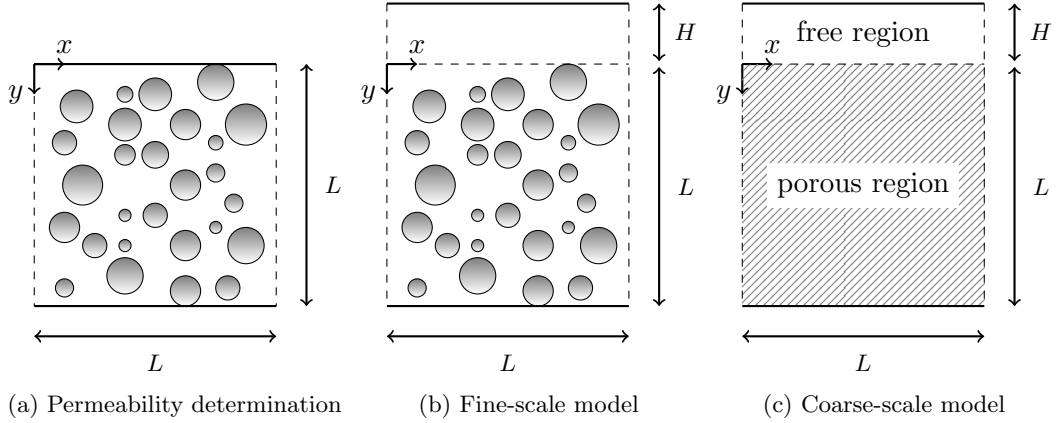 x
y
L
L
(a) Permeability determination
x
y
H
L
L
(b) Fine-scale model
free region
x
y
porous region
H
L
L
(c) Coarse-scale model